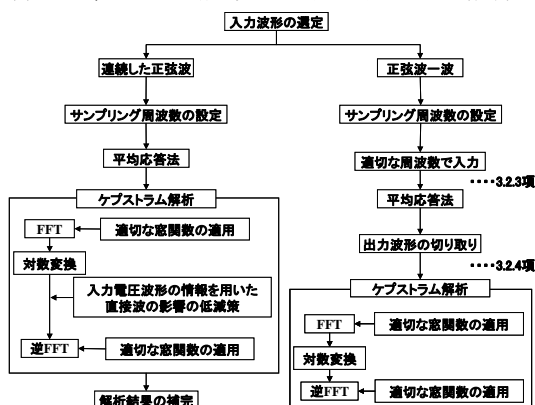 入力波形の選定
連続した正弦波
サンプリング周波数の設定
平均応答法
ケプストラム解析
FFT
適切な窓関数の適用
対数変換
入力電圧波形の情報を用いた
直接波の影響の低減策
逆FFT
適切な窓関数の適用
解析結果の補完
正弦波一波
サンプリング周波数の設定
適切な周波数で入力
····3.2.3項
平均応答法
出力波形の切り取り
····3.2.4項
ケプストラム解析
FFT
適切な窓関数の適用
対数変換
逆FFT
適切な窓関数の適用